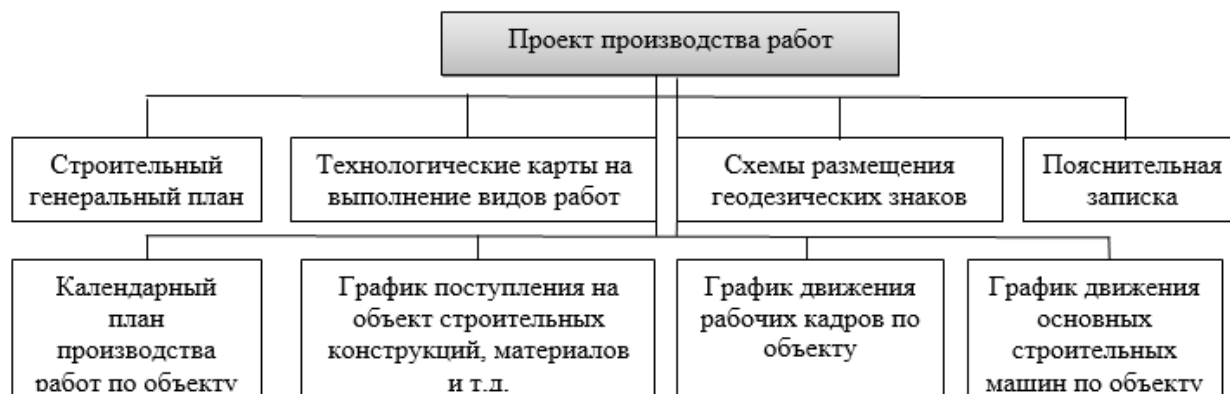 Проект производства работ
Строительный
генеральный план
Технологические карты на
выполнение видов работ
Схемы размещения
геодезических знаков
Пояснительная
записка
Календарный
план
производства
работ по объекту
График поступления на
объект строительных
конструкций, материалов
и т.д.
График движения
рабочих кадров по
объекту
График движения
основных
строительных
машин по объекту